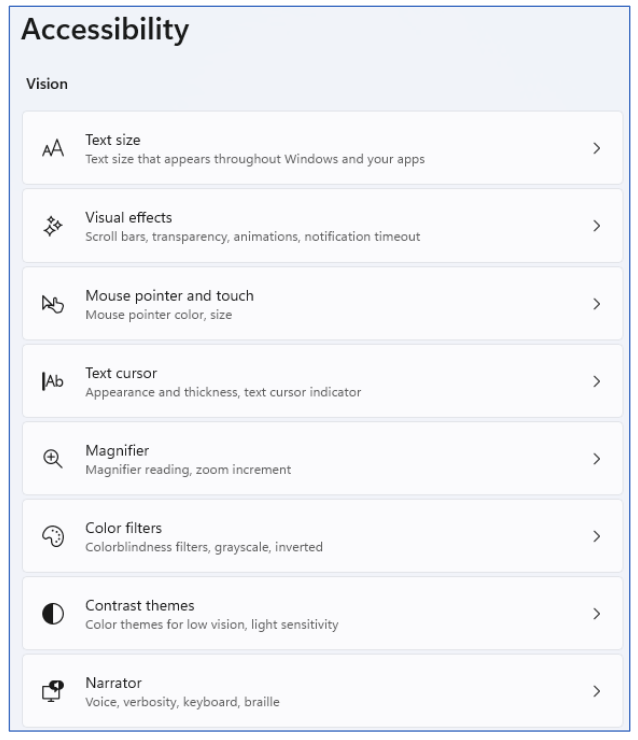 Accessibility
Vision
Text size
Text size that appears throughout Windows and your apps
Visual effects
Scroll bars, transparency, animations, notification timeout
Mouse pointer and touch
Mouse pointer color, size
Text cursor
Appearance and thickness, text cursor indicator
Magnifier
Magnifier reading, zoom increment
Color filters
Colorblindness filters, grayscale, inverted
Contrast themes
Color themes for low vision, light sensitivity
Narrator
Voice, verbosity, keyboard, braille